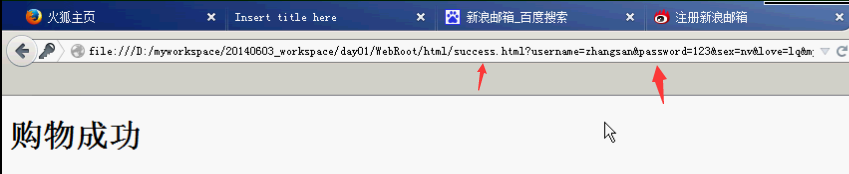 火狐主页 Insert title here 新浪邮箱_百度搜索 注册新浪邮箱
file:///D:/myworkspace/20140603_workspace/day01/WebRoot/html/success.html?username=zhangsan&password=123&sex=nv&love=lq&m
购物成功